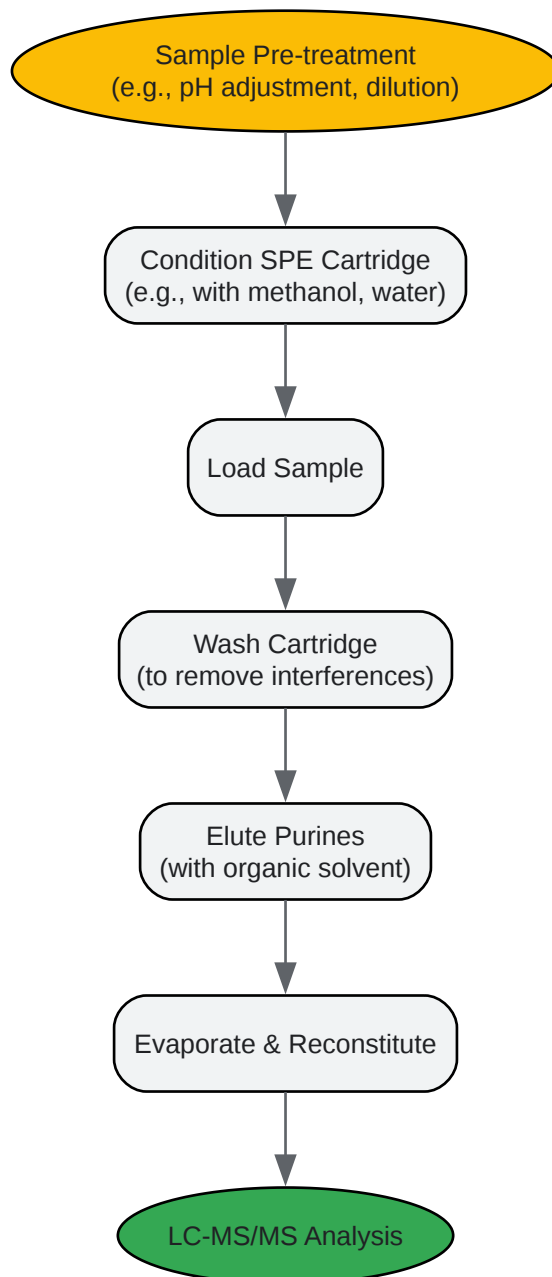 Sample Pre-treatment
(e.g., pH adjustment, dilution)
Condition SPE Cartridge
(e.g., with methanol, water)
Load Sample
Wash Cartridge
(to remove interferences)
Elute Purines
(with organic solvent)
Evaporate & Reconstitute
LC-MS/MS Analysis